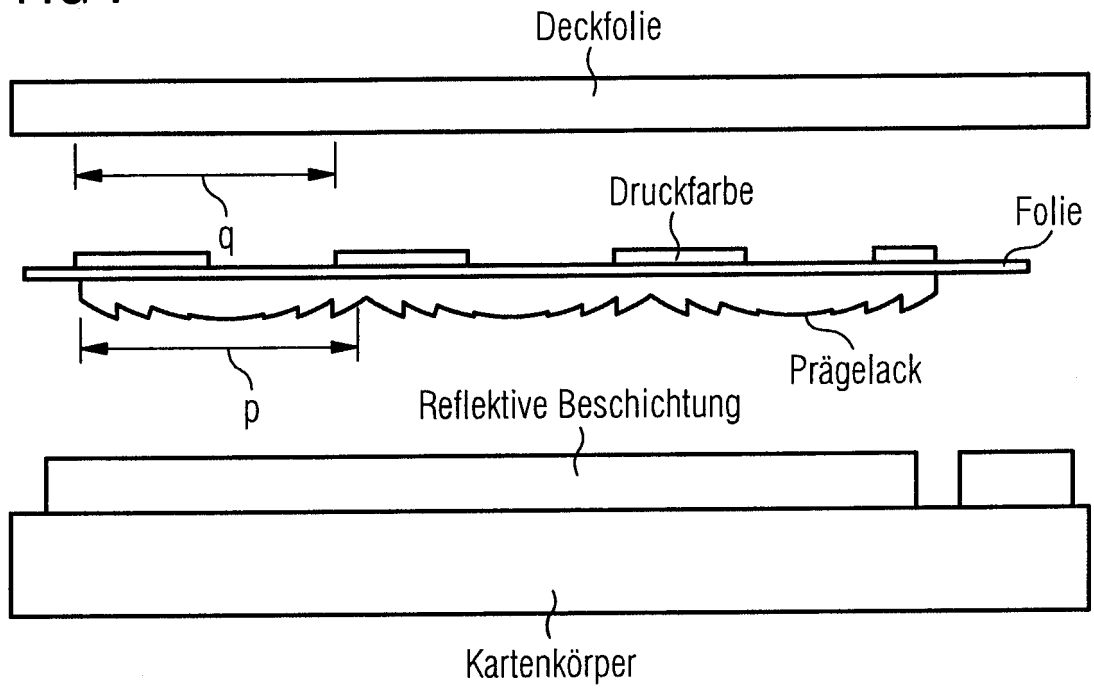 Deckfolie
q
Druckfarbe
Folie
Prägelack
p
Reflektive Beschichtung
Kartenkörper